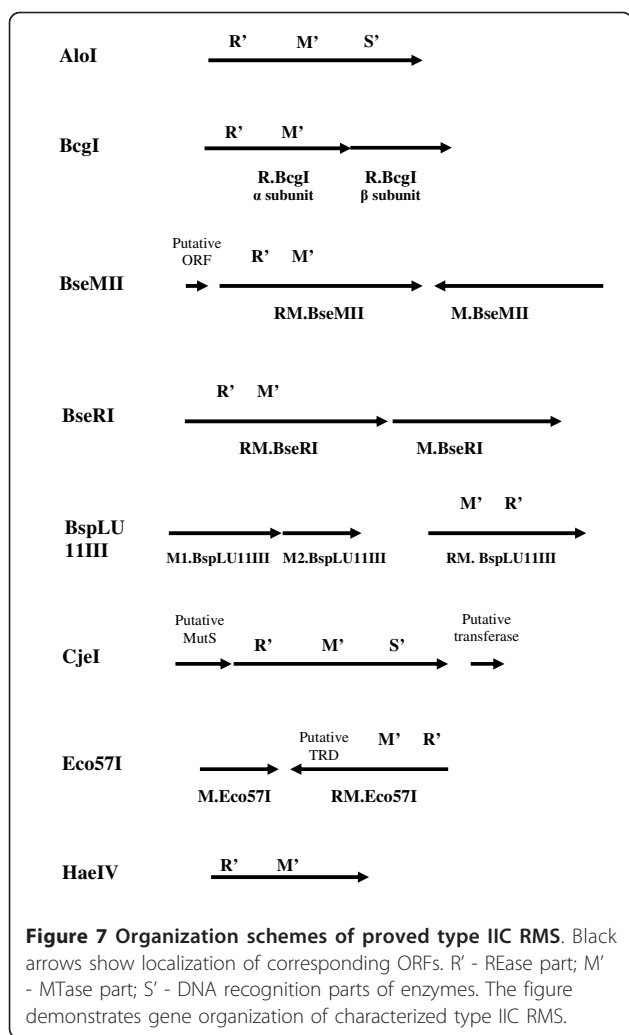 AloI
R’ M’ S’
BcgI
R’ M’
R.BcgI
α subunit
R.BcgI
β subunit
BseMII
Putative
ORF
R’ M’
RM.BseMII
M.BseMII
BseRI
R’ M’
RM.BseRI
M.BseRI
BspLU
11III
M’ R’
M1.BspLU11III
M2.BspLU11III
RM. BspLU11III
CjeI
Putative
MutS
R’ M’ S’
Putative
transferase
Eco57I
Putative
TRD
M’ R’
M.Eco57I
RM.Eco57I
HaeIV
R’ M’
Figure 7 Organization schemes of proved type IIC RMS. Black
arrows show localization of corresponding ORFs. R' - REase part; M'
- MTase part; S' - DNA recognition parts of enzymes. The figure
demonstrates gene organization of characterized type IIC RMS.